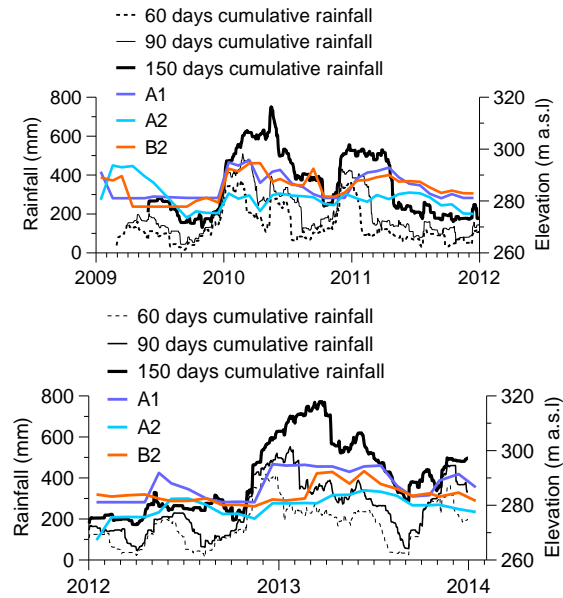 60 days cumulative rainfall
90 days cumulative rainfall
150 days cumulative rainfall
A1
A2
B2
Rainfall (mm)
800
600
400
200
0
320
300
280
260
Elevation (m a.s.l)
2009
2010
2011
2012
60 days cumulative rainfall
90 days cumulative rainfall
150 days cumulative rainfall
A1
A2
B2
Rainfall (mm)
800
600
400
200
0
320
300
280
260
Elevation (m a.s.l)
2012
2013
2014